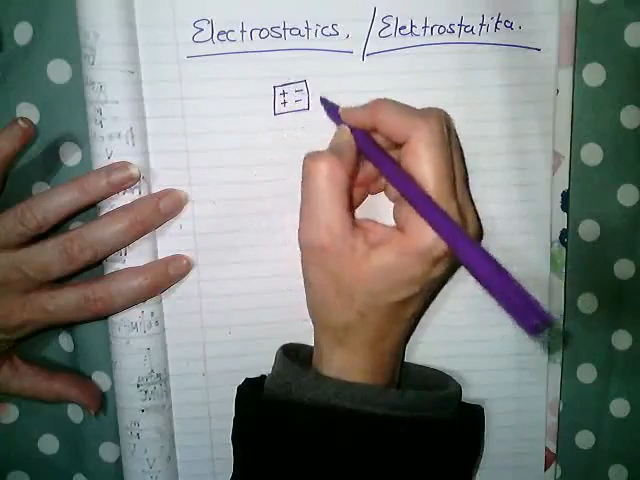 Electrostatics. / Elektrostatika.
+ −
+ −